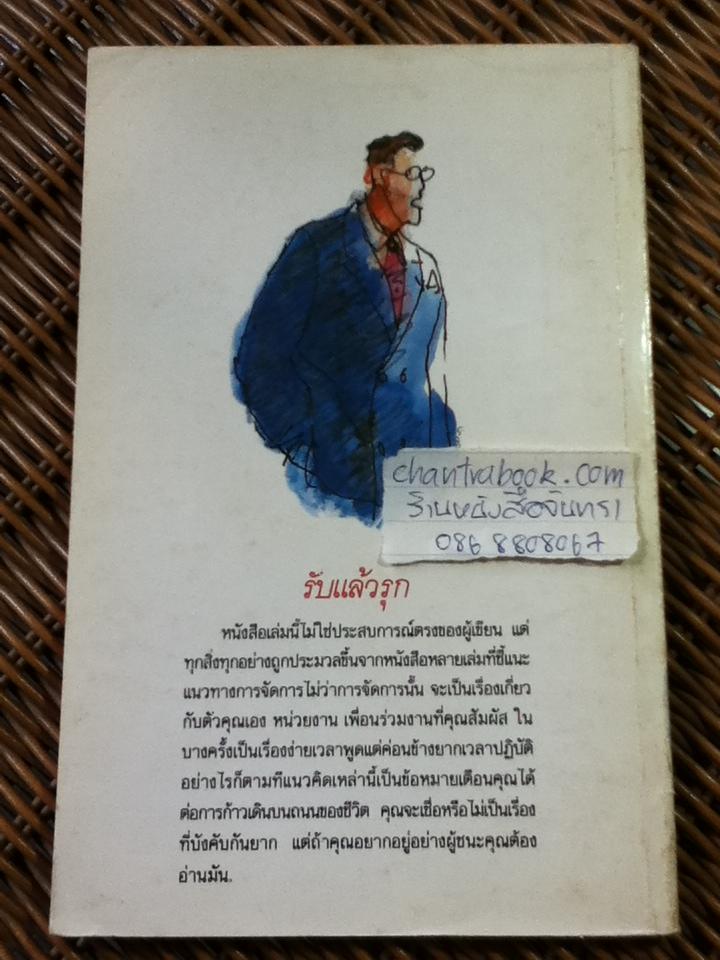 chantrabook.com
ร้านหนังสือจันทรา
086 8808067
รับแล้วรุก
หนังสือเล่มนี้ไม่ใช่ประสบการณ์ตรงของผู้เขียน แต่
ทุกสิ่งทุกอย่างถูกประมวลขึ้นจากหนังสือหลายเล่มที่ชี้แนะ
แนวทางการจัดการไม่ว่าการจัดการนั้น จะเป็นเรื่องเกี่ยว
กับตัวคุณเอง หน่วยงาน เพื่อนร่วมงานที่คุณสัมผัส ใน
บางครั้งเป็นเรื่องง่ายเวลาพูดแต่ค่อนข้างยากเวลาปฏิบัติ
อย่างไรก็ตามทีแนวคิดเหล่านี้เป็นข้อหมายเตือนคุณได้
ต่อการก้าวเดินบนถนนของชีวิต คุณจะเชื่อหรือไม่เป็นเรื่อง
ที่บังคับกันยาก แต่ถ้าคุณอยากอยู่อย่างผู้ชนะคุณต้อง
อ่านมัน.